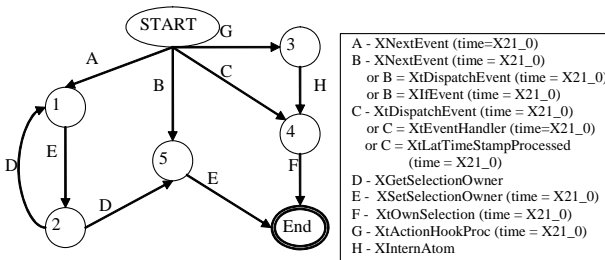 START
G
3
A
C
H
B
1
4
5
D
E
F
D
E
2
End
A - XNextEvent (time=X21_0)
B - XNextEvent (time = X21_0)
or B = XtDispatchEvent (time = X21_0)
or B = XIfEvent (time = X21_0)
C - XtDispatchEvent (time = X21_0)
or C = XtEventHandler (time=X21_0)
or C = XtLatTimeStampProcessed
(time = X21_0)
D - XGetSelectionOwner
E - XSetSelectionOwner (time = X21_0)
F - XtOwnSelection (time = X21_0)
G - XtActionHookProc (time = X21_0)
H - XInternAtom